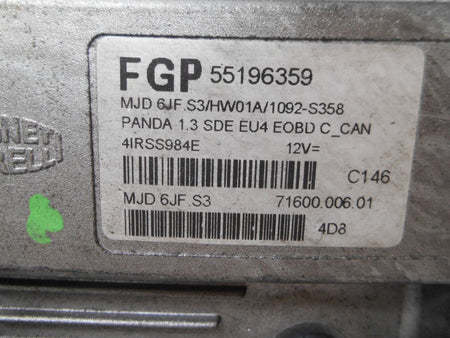 FGP 55196359
MJD 6JF.S3/HW01A/1092-S358
PANDA 1.3 SDE EU4 EOBD C_CAN
4IRSS984E 12V=
C146
MJD 6JF.S3 71600.006.01
4D8